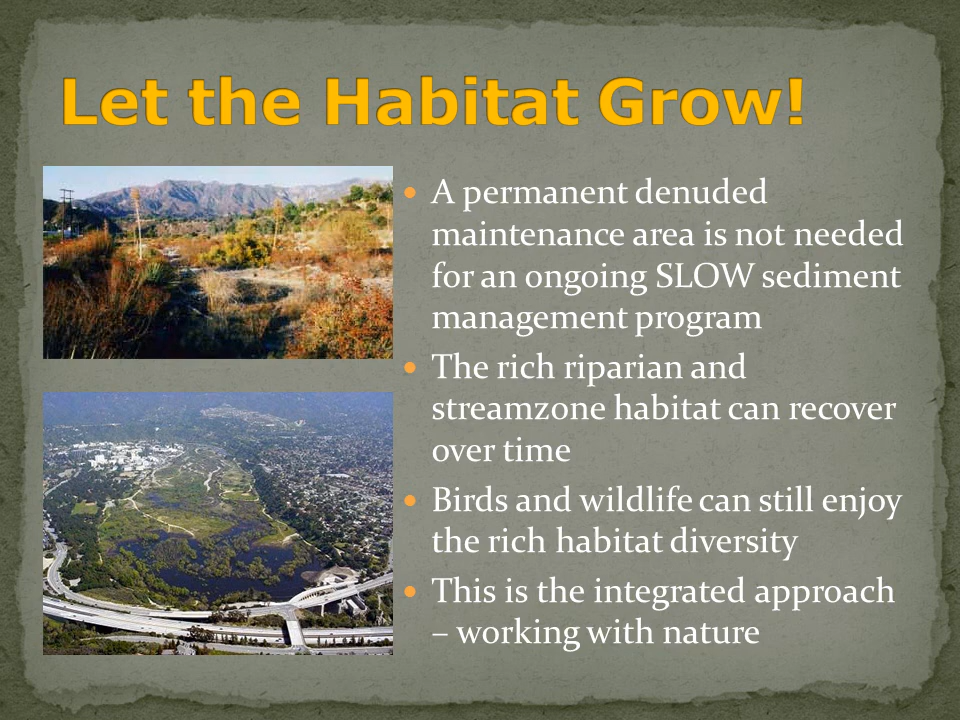 Let the Habitat Grow!
• A permanent denuded
maintenance area is not needed
for an ongoing SLOW sediment
management program
• The rich riparian and
streamzone habitat can recover
over time
• Birds and wildlife can still enjoy
the rich habitat diversity
• This is the integrated approach
– working with nature